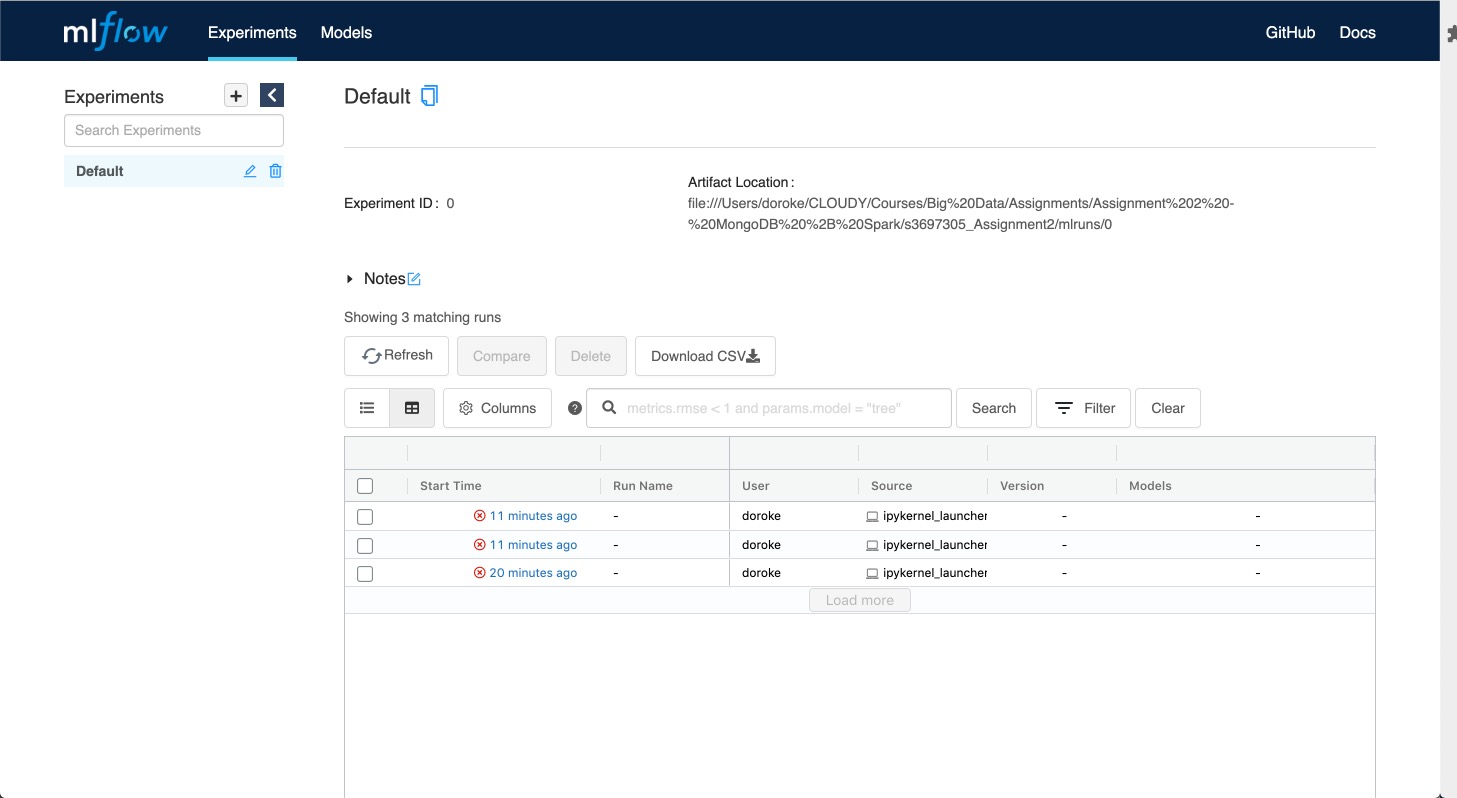 mlflow Experiments Models GitHub Docs
Experiments
Search Experiments
Default
Default
Experiment ID: 0
Artifact Location:
file:///Users/doroke/CLOUDY/Courses/Big%20Data/Assignments/Assignment%202%20-
%20MongoDB%20%2B%20Spark/s3697305_Assignment2/mlruns/0
Notes
Showing 3 matching runs
Refresh Compare Delete Download CSV
Columns metrics.rmse < 1 and params.model = "tree" Search Filter Clear
Start Time Run Name User Source Version Models
11 minutes ago - doroke ipykernel_launcher - -
11 minutes ago - doroke ipykernel_launcher - -
20 minutes ago - doroke ipykernel_launcher - -
Load more